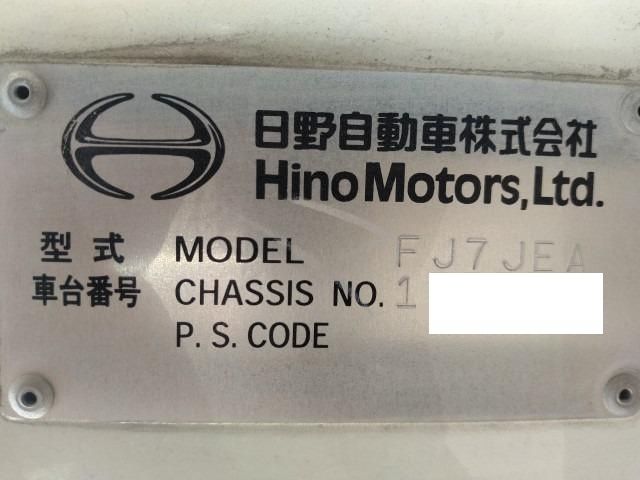 日野自動車株式会社
Hino Motors, Ltd.
型式 MODEL FJ7JEA
車台番号 CHASSIS NO. 1
P. S. CODE